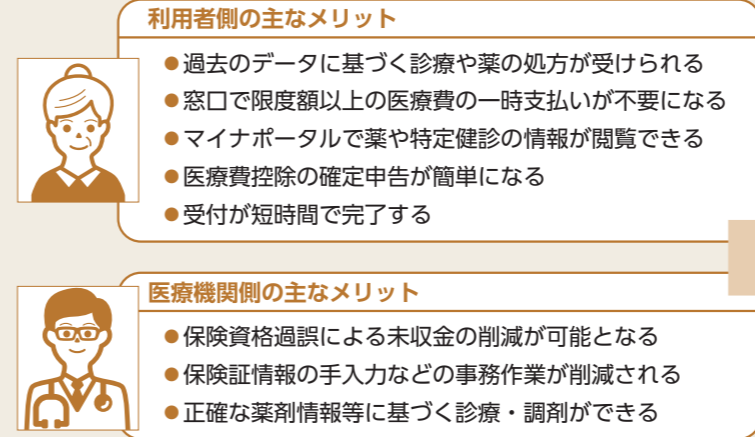 利用者側の主なメリット
●過去のデータに基づく診療や薬の処方が受けられる
●窓口で限度額以上の医療費の一時支払いが不要になる
●マイナポータルで薬や特定健診の情報が閲覧できる
●医療費控除の確定申告が簡単になる
●受付が短時間で完了する
医療機関側の主なメリット
●保険資格過誤による未収金の削減が可能となる
●保険証情報の手入力などの事務作業が削減される
●正確な薬剤情報等に基づく診療・調剤ができる